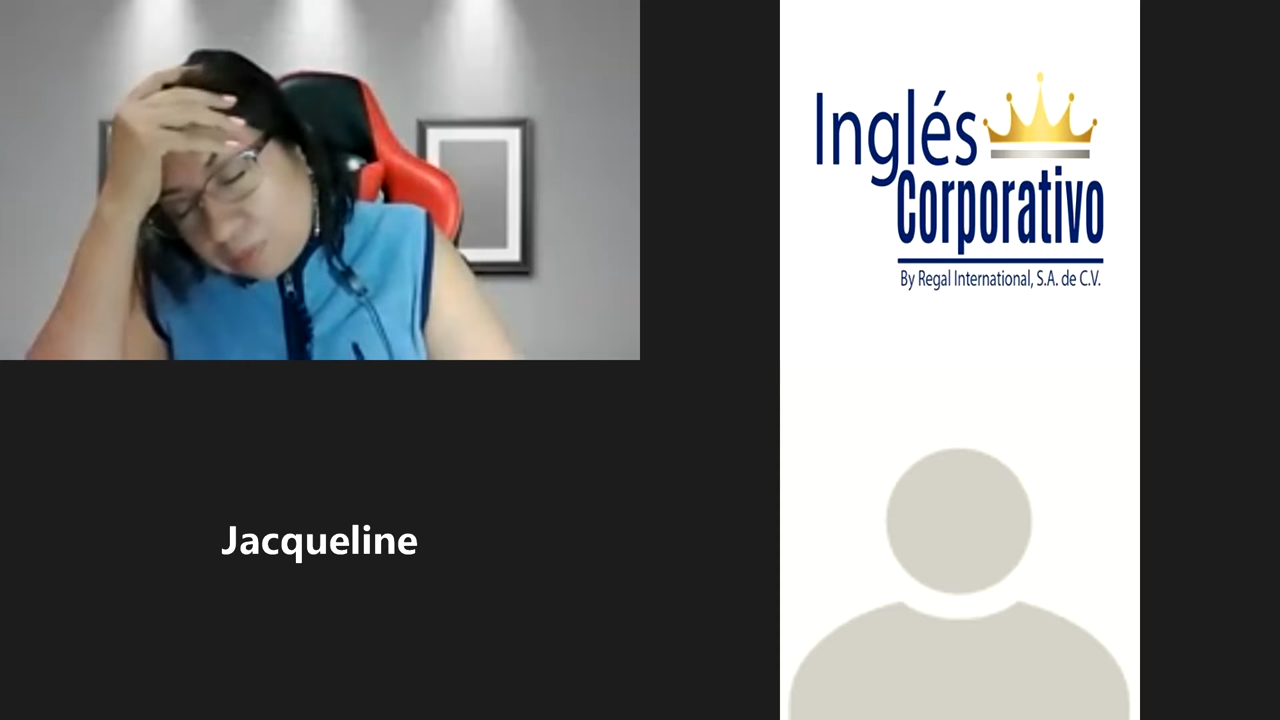 Inglés
Corporativo
By Regal International, S.A. de C.V.
Jacqueline